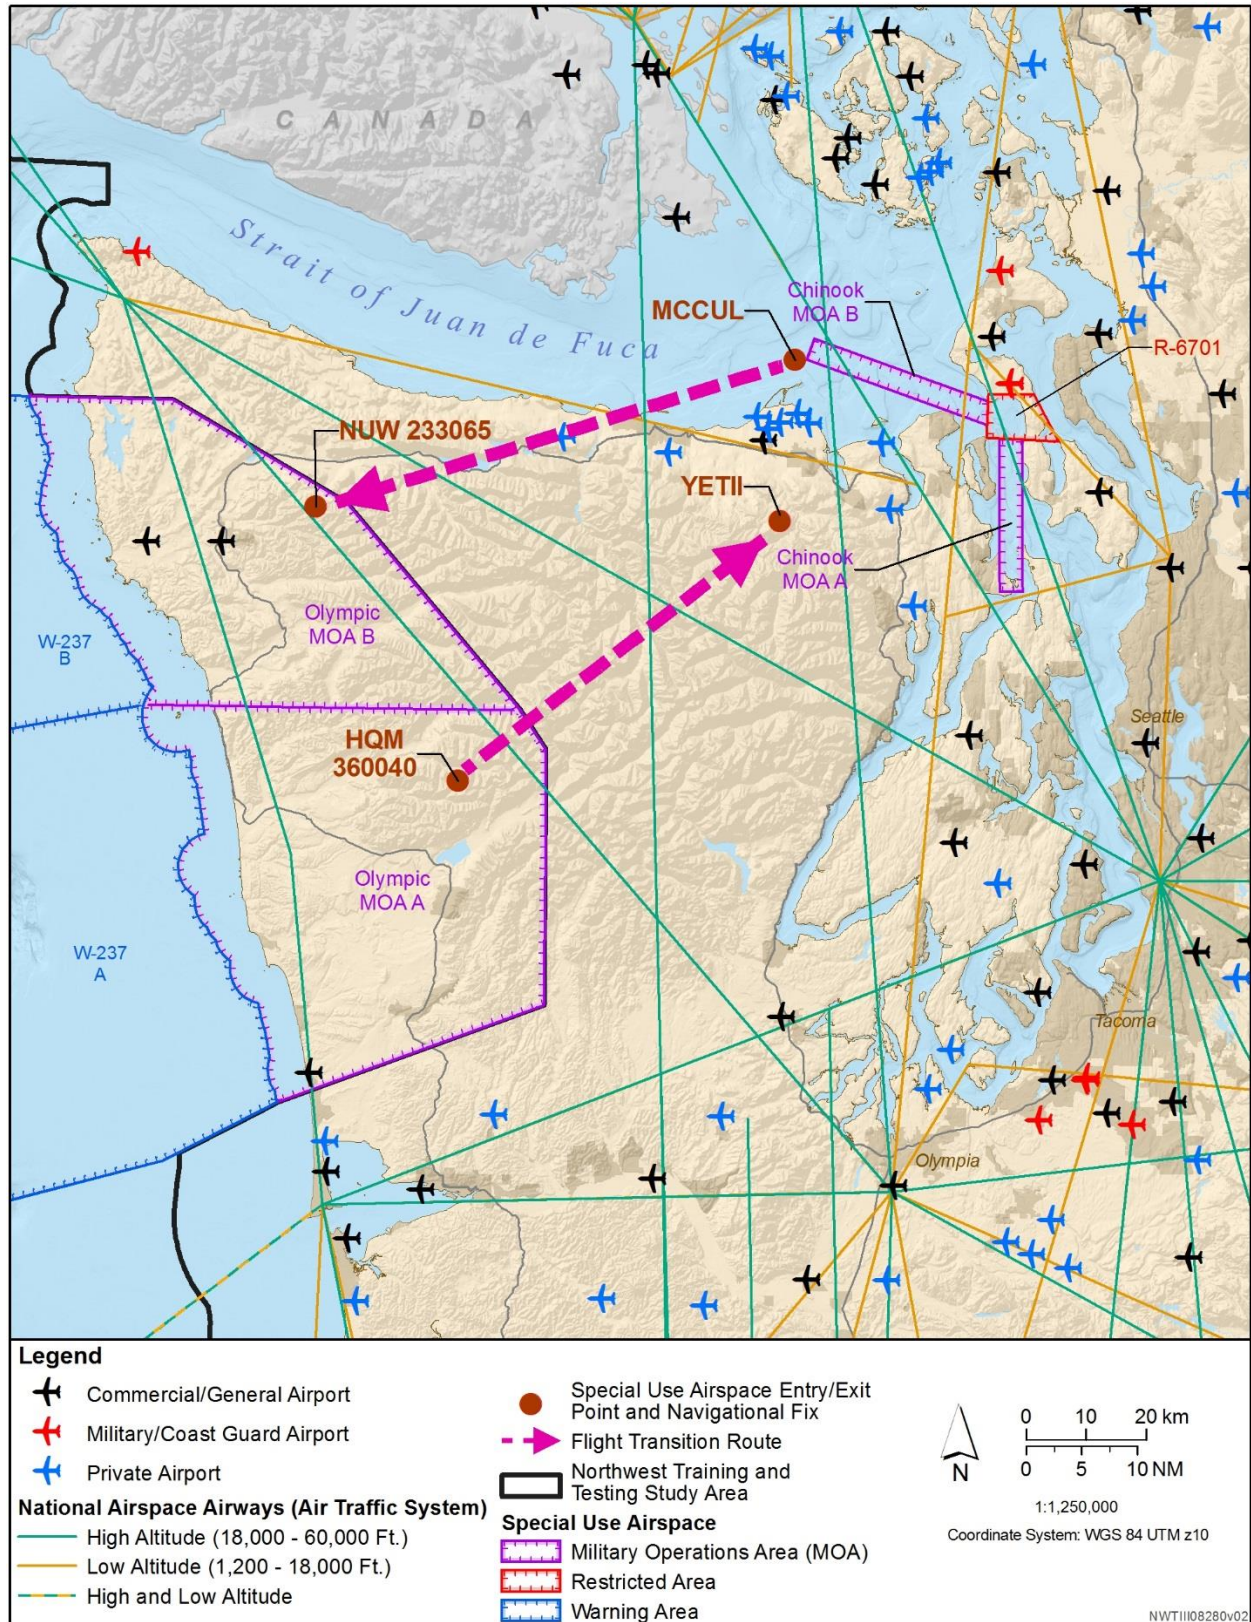 CANADA
Strait of Juan de Fuca
Chinook
MOA B
MCCUL
R-6701
NUW 233065
YETII
Chinook
MOA A
Olympic
MOA B
W-237
B
Seattle
HQM
360040
Olympic
MOA A
W-237
A
Tacoma
Olympia
Legend
Commercial/General Airport
Military/Coast Guard Airport
Private Airport
National Airspace Airways (Air Traffic System)
High Altitude (18,000 - 60,000 Ft.)
Low Altitude (1,200 - 18,000 Ft.)
High and Low Altitude
Special Use Airspace Entry/Exit
Point and Navigational Fix
Flight Transition Route
Northwest Training and
Testing Study Area
Special Use Airspace
Military Operations Area (MOA)
Restricted Area
Warning Area
N
0 10 20 km
0 5 10 NM
1:1,250,000
Coordinate System: WGS 84 UTM z10
NWTIII08280v02